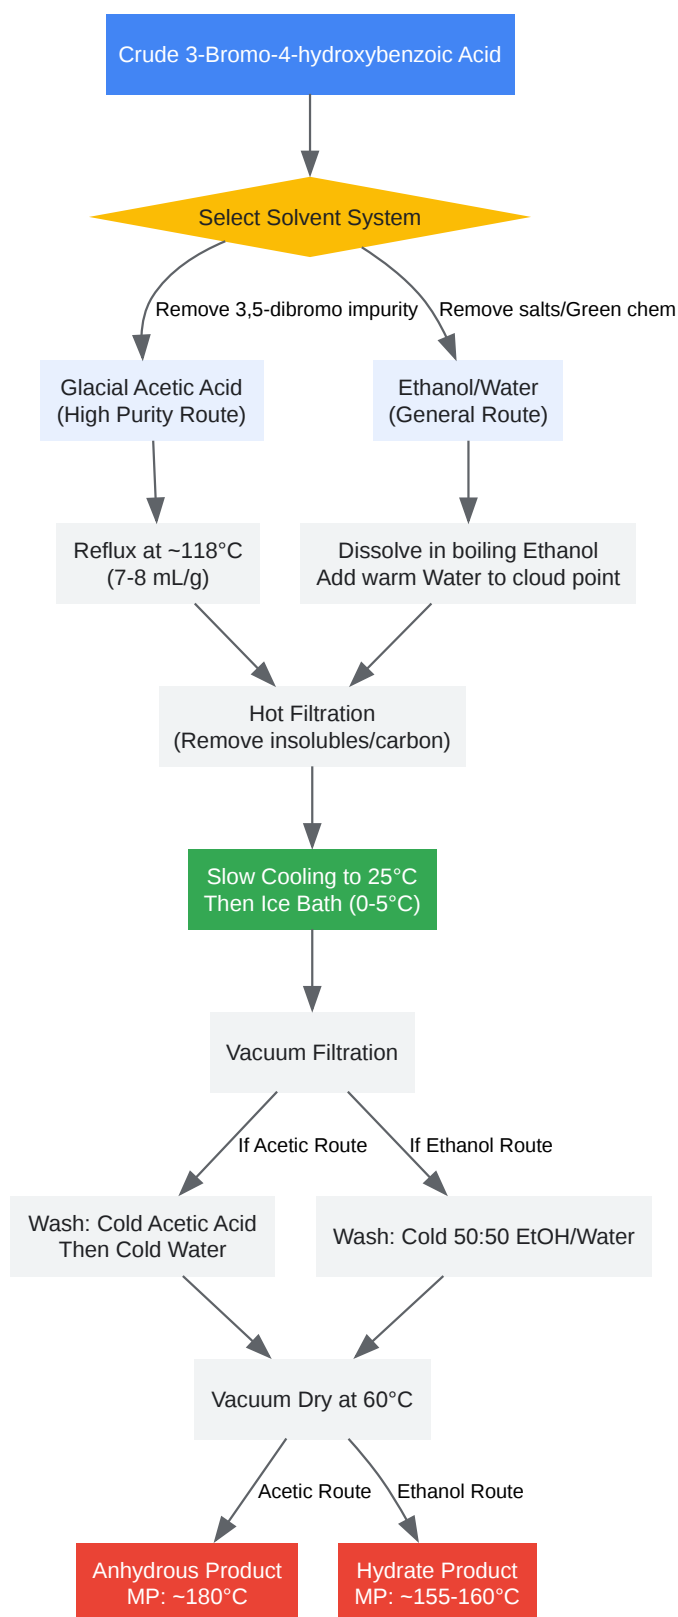 Crude 3-Bromo-4-hydroxybenzoic Acid
Select Solvent System
Remove 3,5-dibromo impurity
Remove salts/Green chem
Glacial Acetic Acid
(High Purity Route)
Ethanol/Water
(General Route)
Reflux at ~118°C
(7-8 mL/g)
Dissolve in boiling Ethanol
Add warm Water to cloud point
Hot Filtration
(Remove insolubles/carbon)
Slow Cooling to 25°C
Then Ice Bath (0-5°C)
Vacuum Filtration
If Acetic Route
If Ethanol Route
Wash: Cold Acetic Acid
Then Cold Water
Wash: Cold 50:50 EtOH/Water
Vacuum Dry at 60°C
Acetic Route
Ethanol Route
Anhydrous Product
MP: ~180°C
Hydrate Product
MP: ~155-160°C